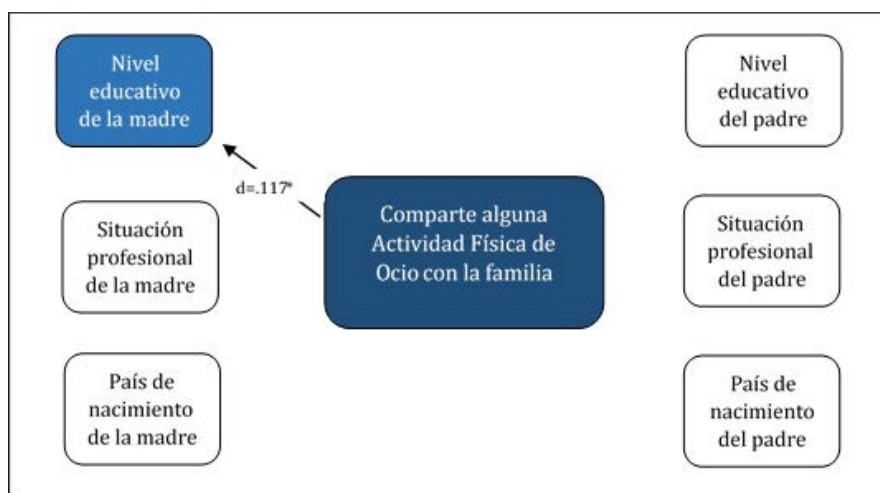 Nivel
educativo
de la madre
d=.117*
Situación
profesional
de la madre
País de
nacimiento
de la madre
Comparte alguna
Actividad Física de
Ocio con la familia
Nivel
educativo
del padre
Situación
profesional
del padre
País de
nacimiento
del padre